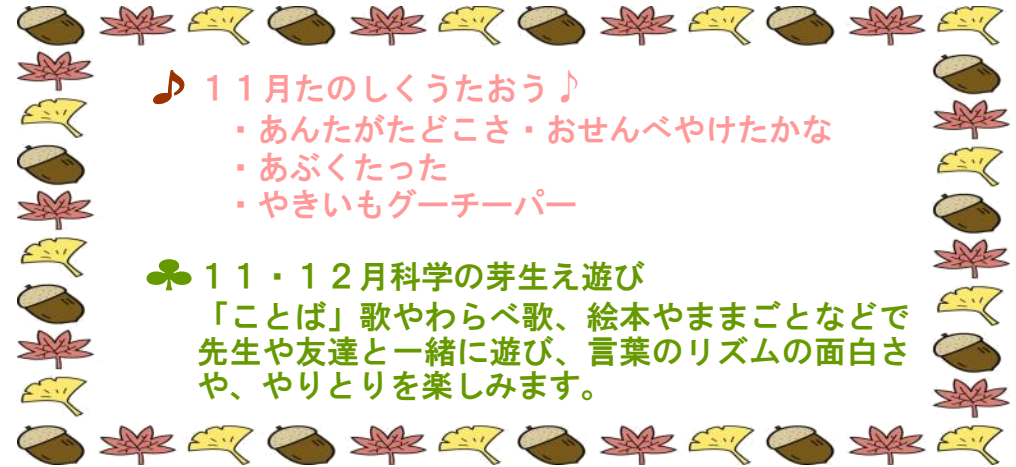 ♪１１月たのしくうたおう♪
・あんたがたどこさ・おせんべやけたかな
・あぶくたった
・やきいもグーチーパー
♣１１・１２月科学の芽生え遊び
「ことば」歌やわらべ歌、絵本やままごとなどで
先生や友達と一緒に遊び、言葉のリズムの面白さ
や、やりとりを楽しみます。